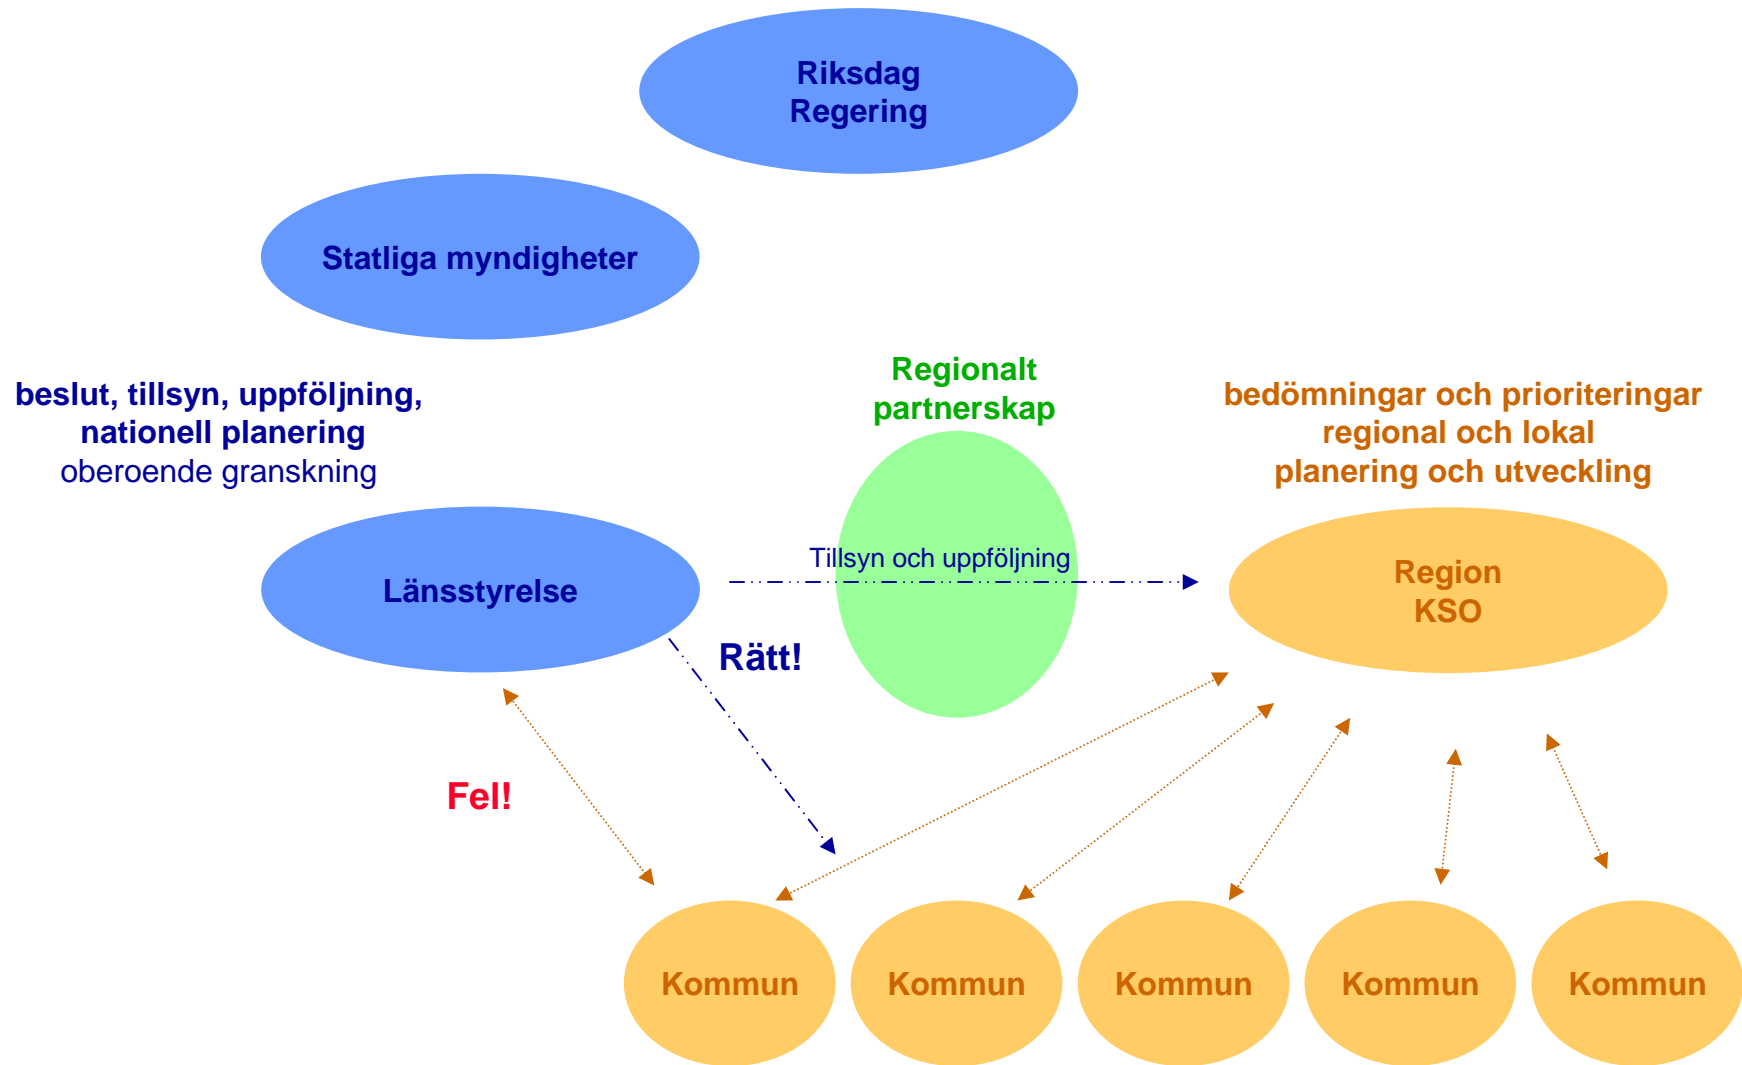 Riksdag
Regering
Statliga myndigheter
beslut, tillsyn, uppföljning,
nationell planering
oberoende granskning
Regionalt
partnerskap
bedömningar och prioriteringar
regional och lokal
planering och utveckling
Länsstyrelse
Tillsyn och uppföljning
Region
KSO
Rätt!
Fel!
Kommun
Kommun
Kommun
Kommun
Kommun